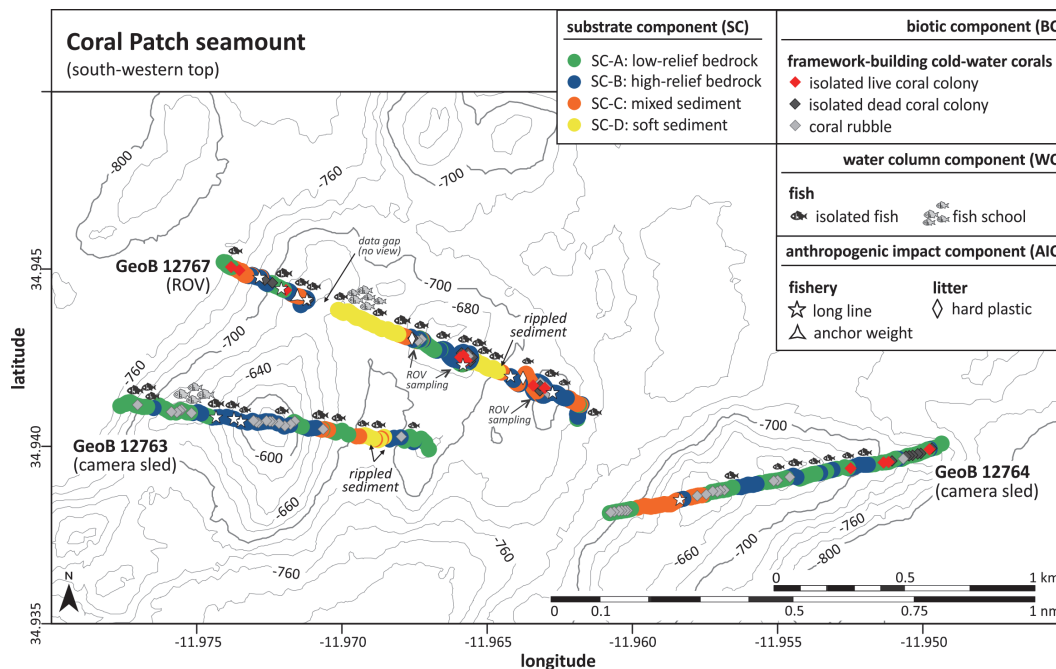 Coral Patch seamount
(south-western top)
substrate component (SC)
SC-A: low-relief bedrock
SC-B: high-relief bedrock
SC-C: mixed sediment
SC-D: soft sediment
biotic component (BC
framework-building cold-water corals
isolated live coral colony
isolated dead coral colony
coral rubble
water column component (WC
fish
isolated fish
fish school
anthropogenic impact component (AIC
fishery
litter
long line
hard plastic
anchor weight
-800
-760
-700
data gap
(no view)
GeoB 12767
(ROV)
-700
-680
rippled
sediment
-700
-640
-760
ROV
sampling
ROV
sampling
GeoB 12763
(camera sled)
-600
rippled
sediment
-660
-760
-760
-700
GeoB 12764
(camera sled)
-660
-700
-760
-800
N
0
0.5
1 km
0
0.1
0.5
0.75
1 nm
latitude
34.945
34.940
34.935
-11.975
-11.970
-11.965
-11.960
-11.955
-11.950
longitude